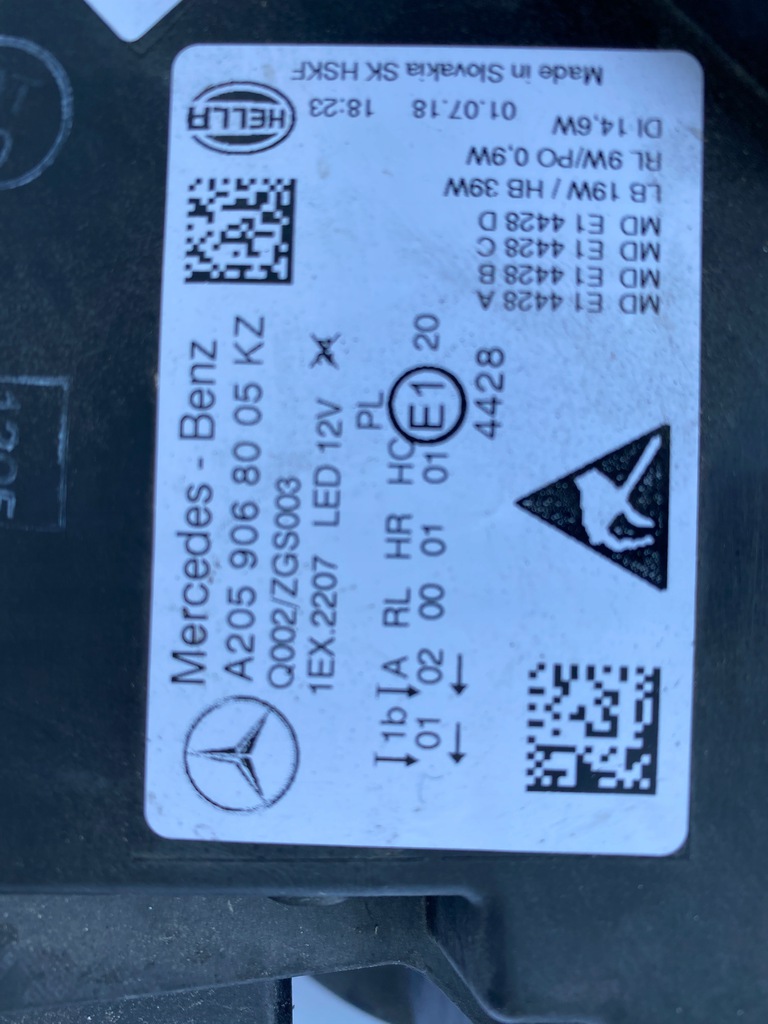 Mercedes - Benz
A205 906 80 05 KZ
Q002/ZGS003
1EX.2207 LED 12V
1b A RL HR HC PL
01 02 00 01 01 E1 20
4428
HELLA
01.07.18 18:23
Made in Slovakia SK HSKF
DI 14,6W
RL 9W/PO 0,9W
LB 19W / HB 39W
MD E1 4428 D
MD E1 4428 C
MD E1 4428 B
MD E1 4428 A